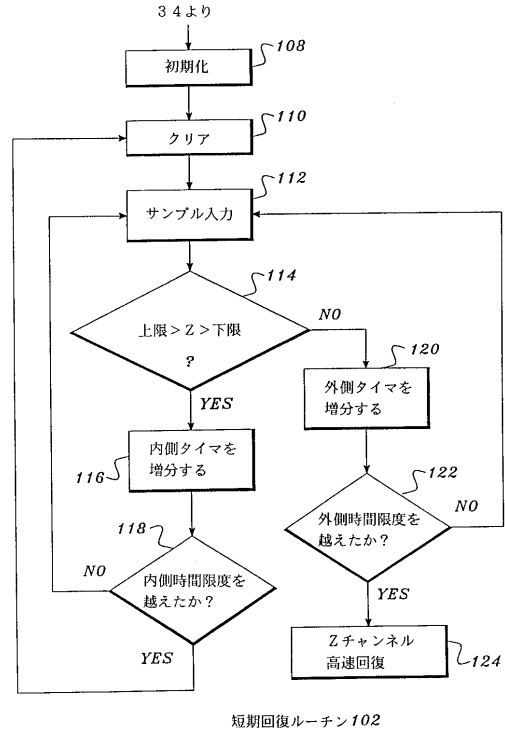 34より
初期化
108
クリア
110
サンプル入力
112
114
上限>Z>下限
?
NO
YES
120
外側タイマを
増分する
内側タイマを
増分する
116
122
外側時間限度を
越えたか?
NO
118
内側時間限度を
越えたか?
NO
YES
YES
Zチャンネル
高速回復
124
短期回復ルーチン102